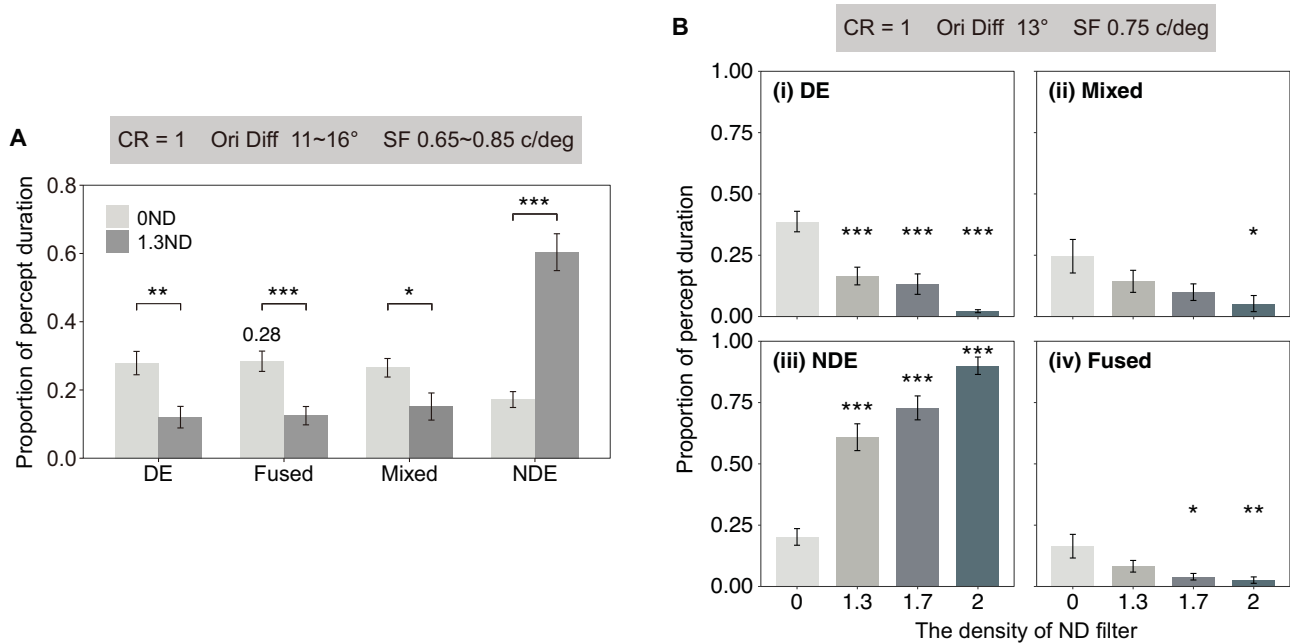 A
CR = 1 Ori Diff 11~16° SF 0.65~0.85 c/deg
Proportion of percept duration
0.8
0.6
0.4
0.2
0.0
0ND
1.3ND
**
***
*
***
0.28
DE Fused Mixed NDE
B
CR = 1 Ori Diff 13° SF 0.75 c/deg
Proportion of percept duration
1.00
0.75
0.50
0.25
0.00
(i) DE
*** *** ***
(ii) Mixed
*
1.00
0.75
0.50
0.25
0.00
(iii) NDE
*** *** ***
(iv) Fused
* **
0 1.3 1.7 2
0 1.3 1.7 2
The density of ND filter